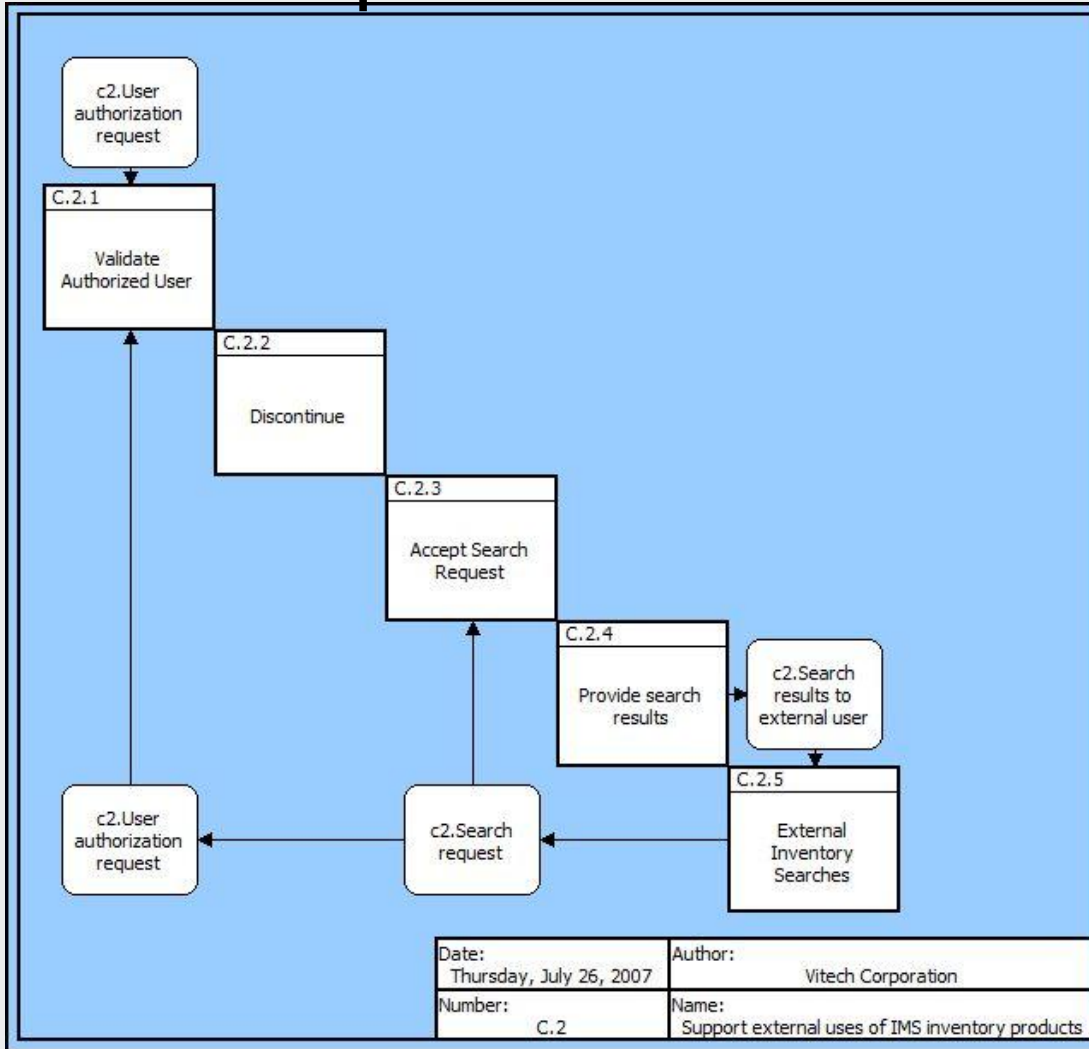 c2.User
authorization
request
C.2.1
Validate
Authorized User
C.2.2
Discontinue
C.2.3
Accept Search
Request
C.2.4
Provide search
results
c2.Search
results to
external user
C.2.5
External
Inventory
Searches
c2.User
authorization
request
c2.Search
request
Date:
Thursday, July 26, 2007
Author:
Vitech Corporation
Number:
C.2
Name:
Support external uses of IMS inventory products